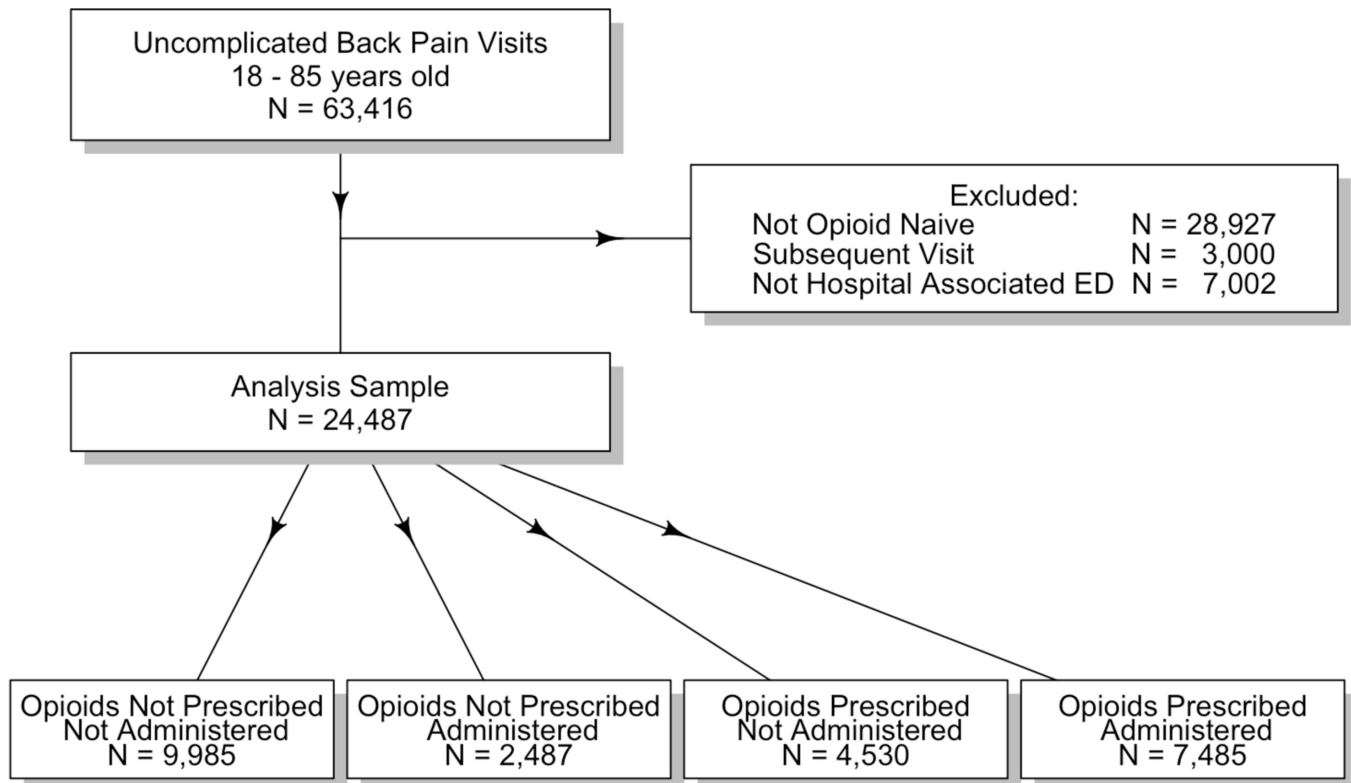 Uncomplicated Back Pain Visits
18 - 85 years old
N = 63,416
Excluded:
Not Opioid Naive N = 28,927
Subsequent Visit N = 3,000
Not Hospital Associated ED N = 7,002
Analysis Sample
N = 24,487
Opioids Not Prescribed
Not Administered
N = 9,985
Opioids Not Prescribed
Administered
N = 2,487
Opioids Prescribed
Not Administered
N = 4,530
Opioids Prescribed
Administered
N = 7,485